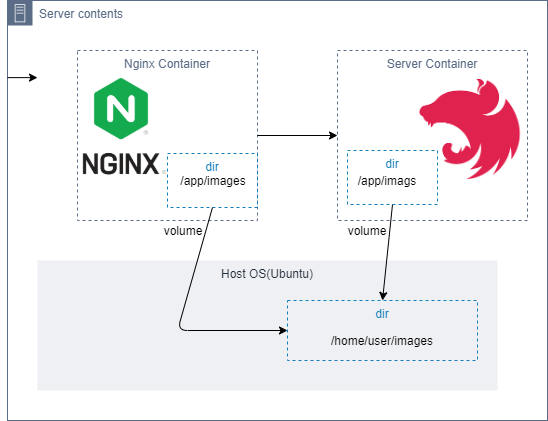 Server contents
Nginx Container
Server Container
N
®
NGINX®
dir
/app/images
dir
/app/imags
volume
volume
Host OS(Ubuntu)
dir
/home/user/images